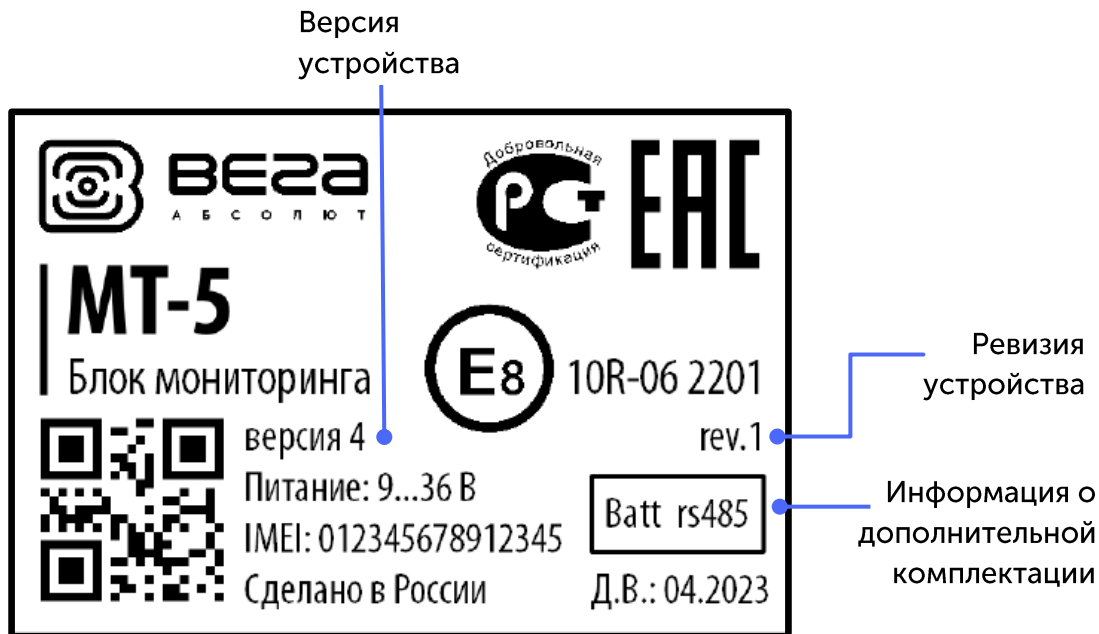 Версия
устройства
ВЕГА
АБСОЛЮТ
Добровольная
РСТ
сертификация
ЕАС
МТ-5
Блок мониторинга
E8
10R-06 2201
версия 4
rev.1
Питание: 9...36 В
IMEI: 012345678912345
Сделано в России
Batt rs485
Д.В.: 04.2023
Ревизия
устройства
Информация о
дополнительной
комплектации